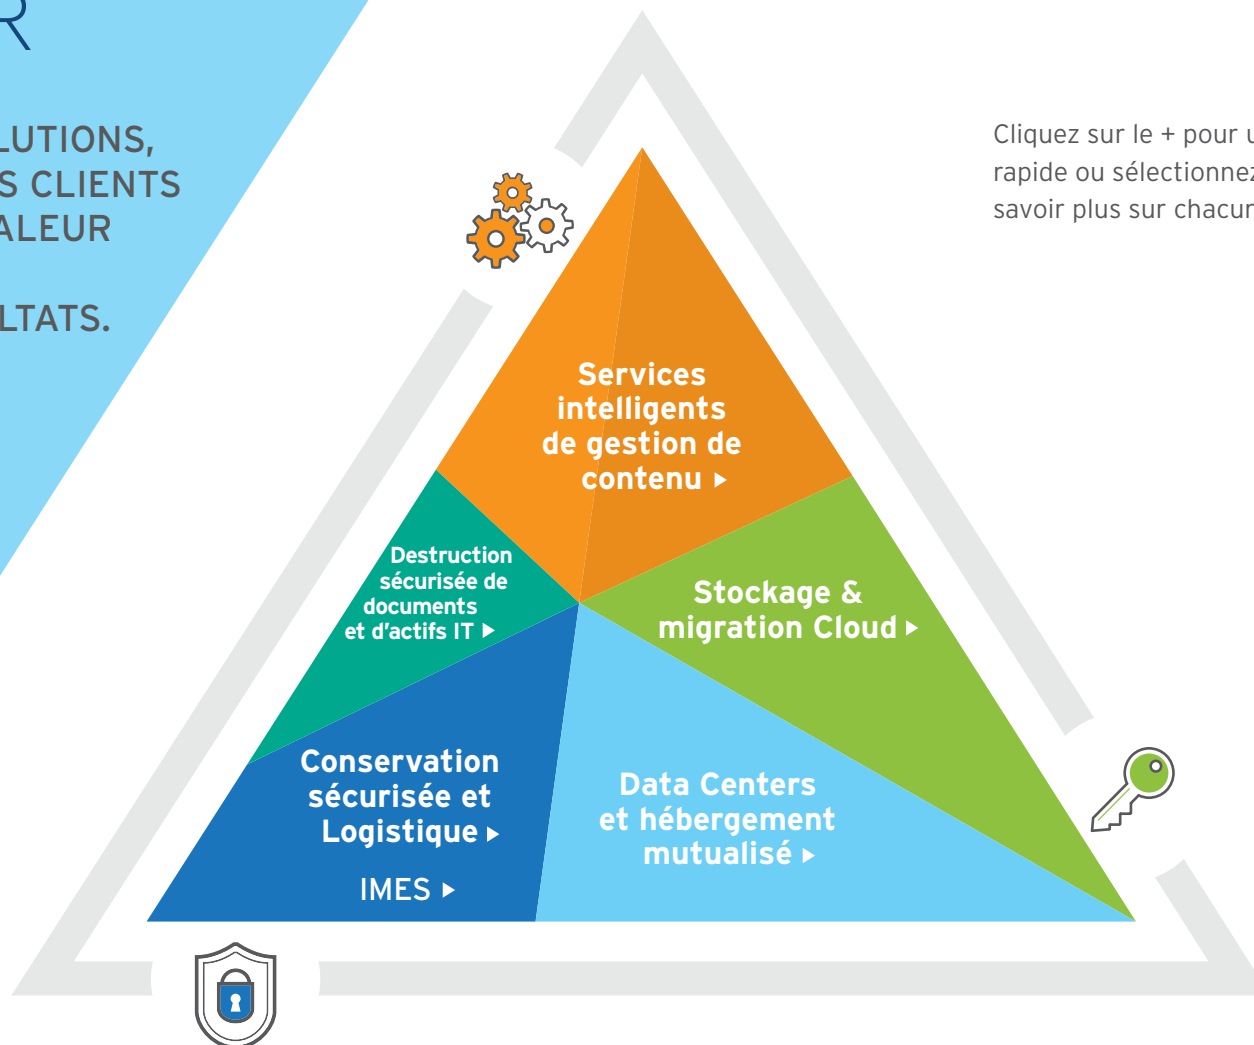 R
LUTIONS,
S CLIENTS
ALEUR
LTATS.
Cliquez sur le + pour u
rapide ou sélectionnez
savoir plus sur chacun
Services
intelligents
de gestion de
contenu ▸
Destruction
sécurisée de
documents
et d'actifs IT ▸
Stockage &
migration Cloud ▸
Conservation
sécurisée et
Logistique ▸
IMES ▸
Data Centers
et hébergement
mutualisé ▸